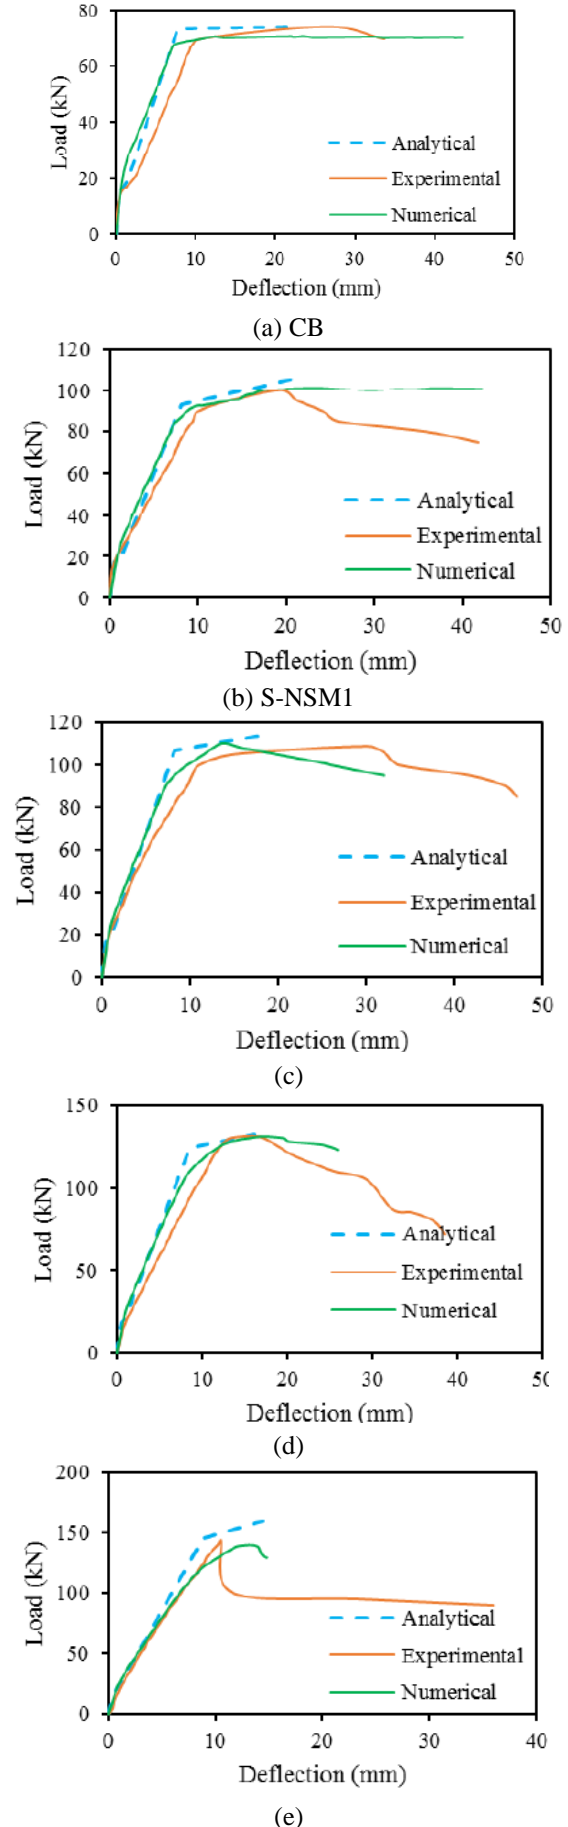 80
60
40
20
0
Load (kN)
Analytical
Experimental
Numerical
0 10 20 30 40 50
Deflection (mm)
(a) CB
120
100
80
60
40
20
0
Load (kN)
Analytical
Experimental
Numerical
0 10 20 30 40 50
Deflection (mm)
(b) S-NSM1
120
100
80
60
40
20
0
Load (kN)
Analytical
Experimental
Numerical
0 10 20 30 40 50
Deflection (mm)
(c)
150
100
50
0
Load (kN)
Analytical
Experimental
Numerical
0 10 20 30 40 50
Deflection (mm)
(d)
200
150
100
50
0
Load (kN)
Analytical
Experimental
Numerical
0 10 20 30 40
Deflection (mm)
(e)